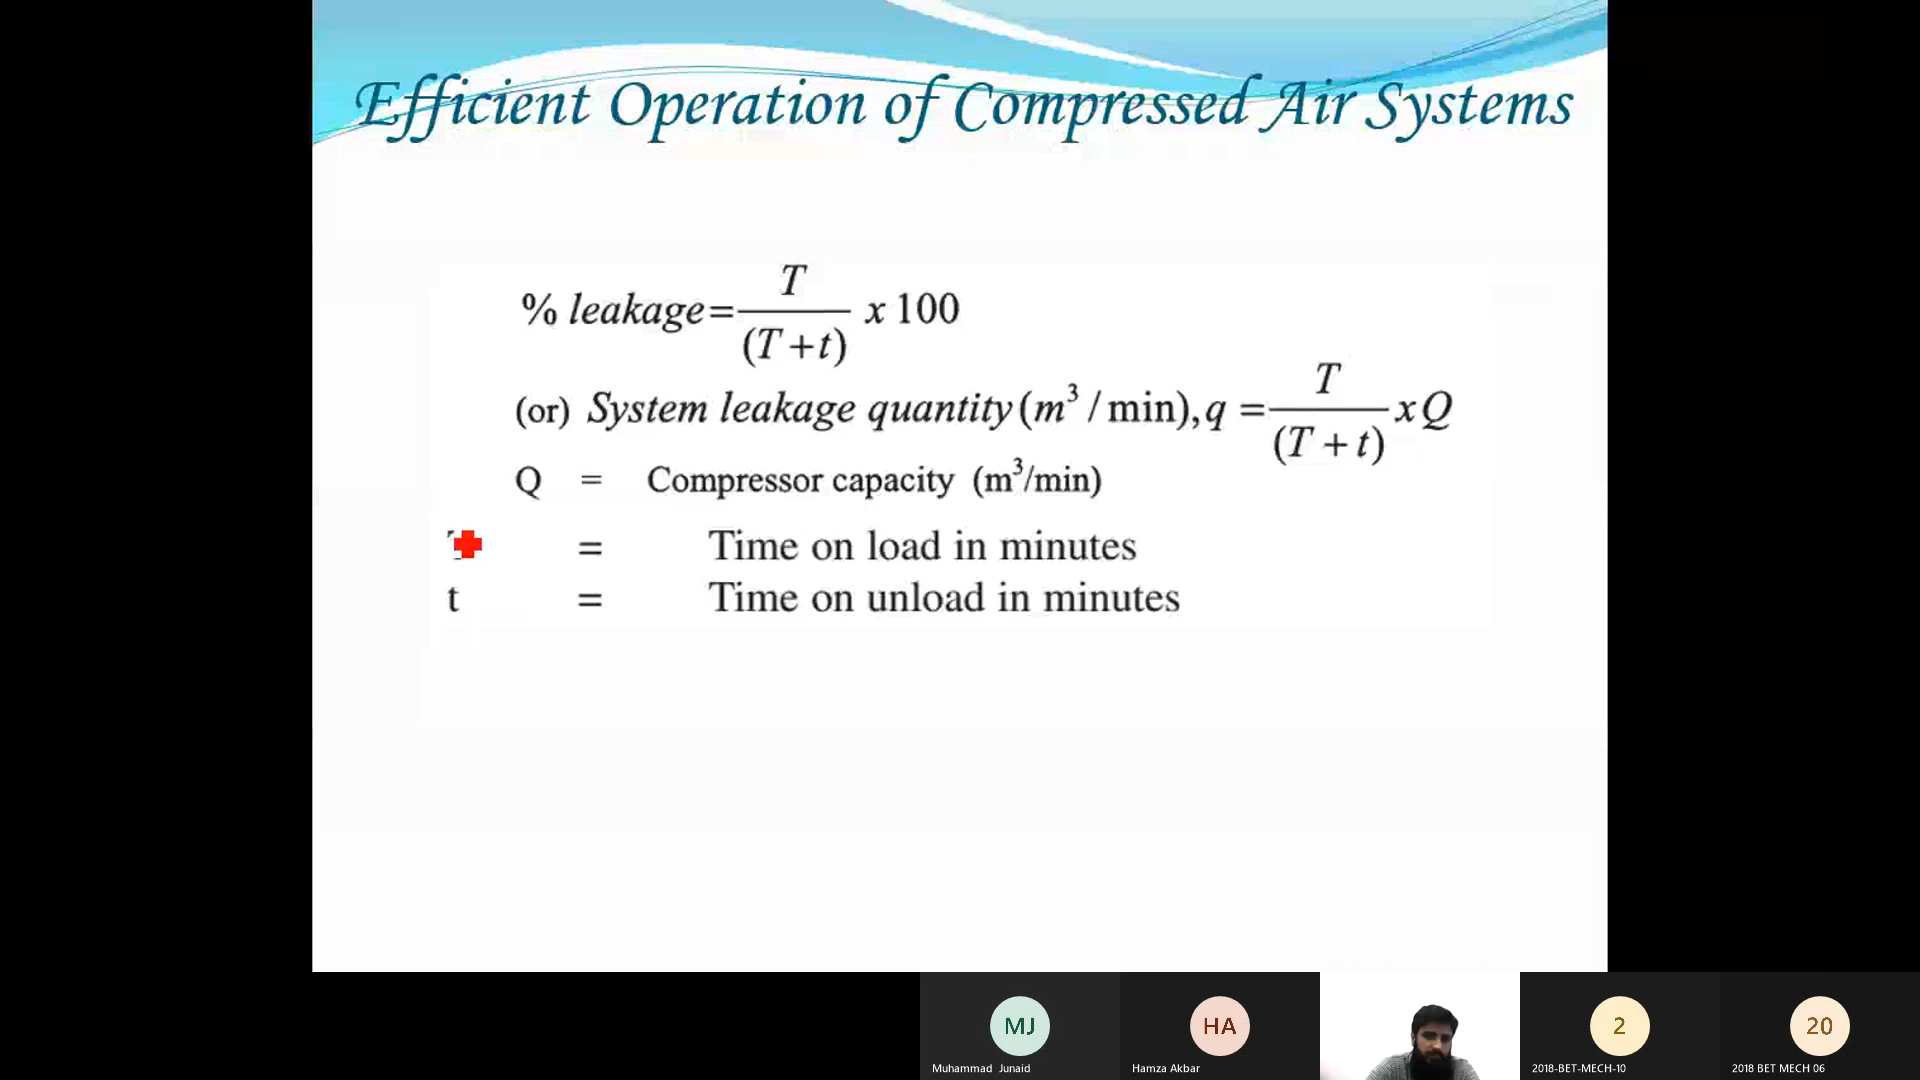 Efficient Operation of Compressed Air Systems
% leakage = T / (T + t) x 100
(or) System leakage quantity (m³ / min), q = T / (T + t) x Q
Q = Compressor capacity (m³/min)
= Time on load in minutes
t = Time on unload in minutes
MJ
HA
2
20
Muhammad Junaid
Hamza Akbar
2018-BET-MECH-10
2018 BET MECH 06